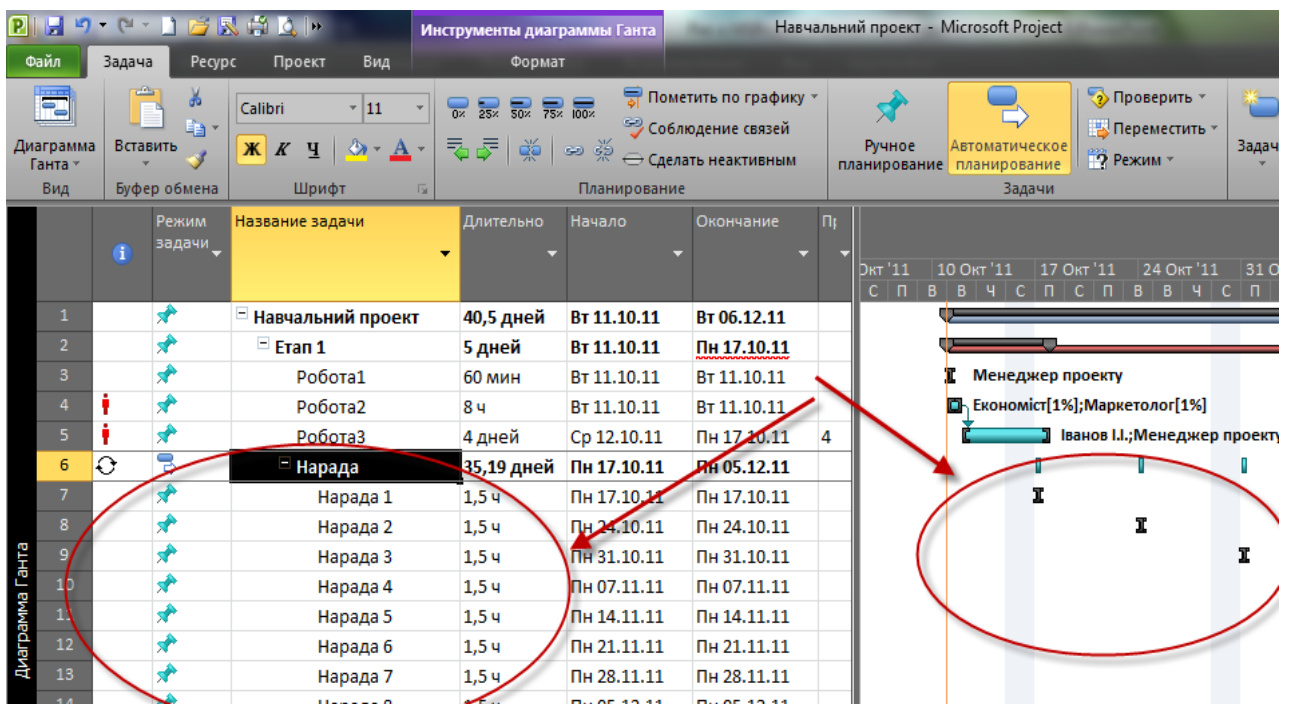 Инструменты диаграммы Ганта
Навчальний проект - Microsoft Project
Файл Задача Ресурс Проект Вид Формат
Calibri 11
0% 25% 50% 75% 100%
Пометить по графику
Соблюдение связей
Сделать неактивным
Диаграмма Ганта
Вставить
Ж К Ч А
Ручное планирование
Автоматическое планирование
Проверить
Переместить
Режим
Вид Буфер обмена Шрифт Планирование Задачи
Режим задачи Название задачи Длительно Начало Окончание
10 Окт '11 17 Окт '11 24 Окт '11
С П В В Ч С П С П В В Ч С П
1 Навчальний проект 40,5 дней Вт 11.10.11 Вт 06.12.11
2 Етап 1 5 дней Вт 11.10.11 Пн 17.10.11
3 Робота1 60 мин Вт 11.10.11 Вт 11.10.11 Менеджер проекту
4 Робота2 8 ч Вт 11.10.11 Вт 11.10.11 Економіст[1%];Маркетолог[1%]
5 Робота3 4 дней Ср 12.10.11 Пн 17.10.11 4 Іванов І.І.;Менеджер проекту
6 Нарада 35,19 дней Пн 17.10.11 Пн 05.12.11
7 Нарада 1 1,5 ч Пн 17.10.11 Пн 17.10.11
8 Нарада 2 1,5 ч Пн 24.10.11 Пн 24.10.11
9 Нарада 3 1,5 ч Пн 31.10.11 Пн 31.10.11
10 Нарада 4 1,5 ч Пн 07.11.11 Пн 07.11.11
11 Нарада 5 1,5 ч Пн 14.11.11 Пн 14.11.11
12 Нарада 6 1,5 ч Пн 21.11.11 Пн 21.11.11
13 Нарада 7 1,5 ч Пн 28.11.11 Пн 28.11.11
Диаграмма Ганта